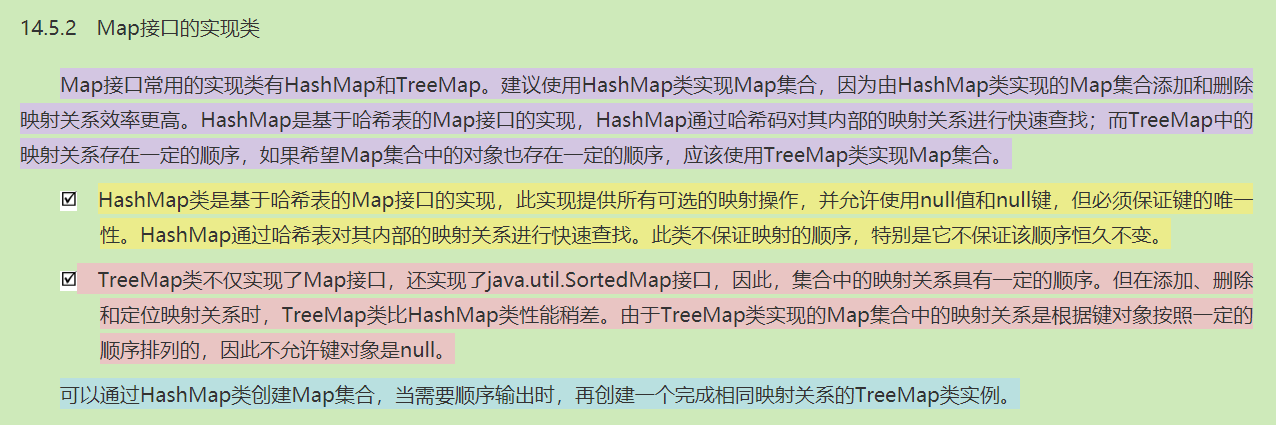 14.5.2 Map接口的实现类
Map接口常用的实现类有HashMap和TreeMap。建议使用HashMap类实现Map集合，因为由HashMap类实现的Map集合添加和删除
映射关系效率更高。HashMap是基于哈希表的Map接口的实现，HashMap通过哈希码对其内部的映射关系进行快速查找；而TreeMap中的
映射关系存在一定的顺序，如果希望Map集合中的对象也存在一定的顺序，应该使用TreeMap类实现Map集合。
HashMap类是基于哈希表的Map接口的实现，此实现提供所有可选的映射操作，并允许使用null值和null键，但必须保证键的唯一
性。HashMap通过哈希表对其内部的映射关系进行快速查找。此类不保证映射的顺序，特别是它不保证该顺序恒久不变。
TreeMap类不仅实现了Map接口，还实现了java.util.SortedMap接口，因此，集合中的映射关系具有一定的顺序。但在添加、删除
和定位映射关系时，TreeMap类比HashMap类性能稍差。由于TreeMap类实现的Map集合中的映射关系是根据键对象按照一定的
顺序排列的，因此不允许键对象是null。
可以通过HashMap类创建Map集合，当需要顺序输出时，再创建一个完成相同映射关系的TreeMap类实例。